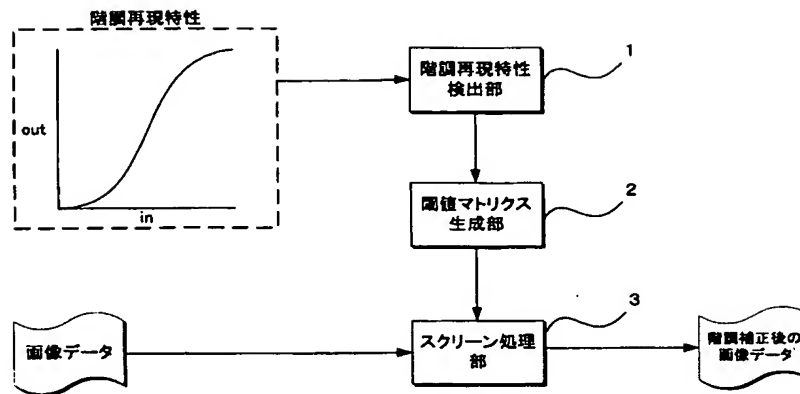 階調再現特性
out
in
階調再現特性
検出部
1
閾値マトリクス
生成部
2
画像データ
スクリーン処理
部
3
階調補正後の
画像データ